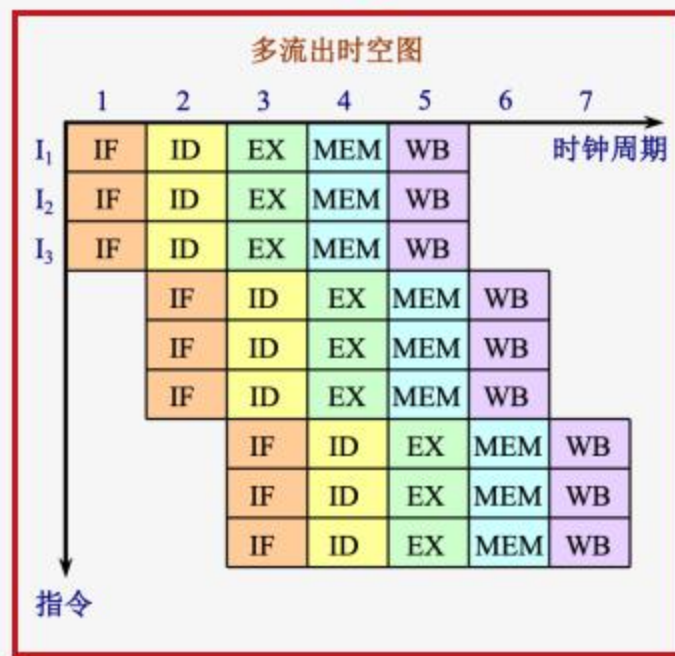 多流出时空图
1 2 3 4 5 6 7
时钟周期
I1 IF ID EX MEM WB
I2 IF ID EX MEM WB
I3 IF ID EX MEM WB
IF ID EX MEM WB
IF ID EX MEM WB
IF ID EX MEM WB
IF ID EX MEM WB
IF ID EX MEM WB
IF ID EX MEM WB
指令